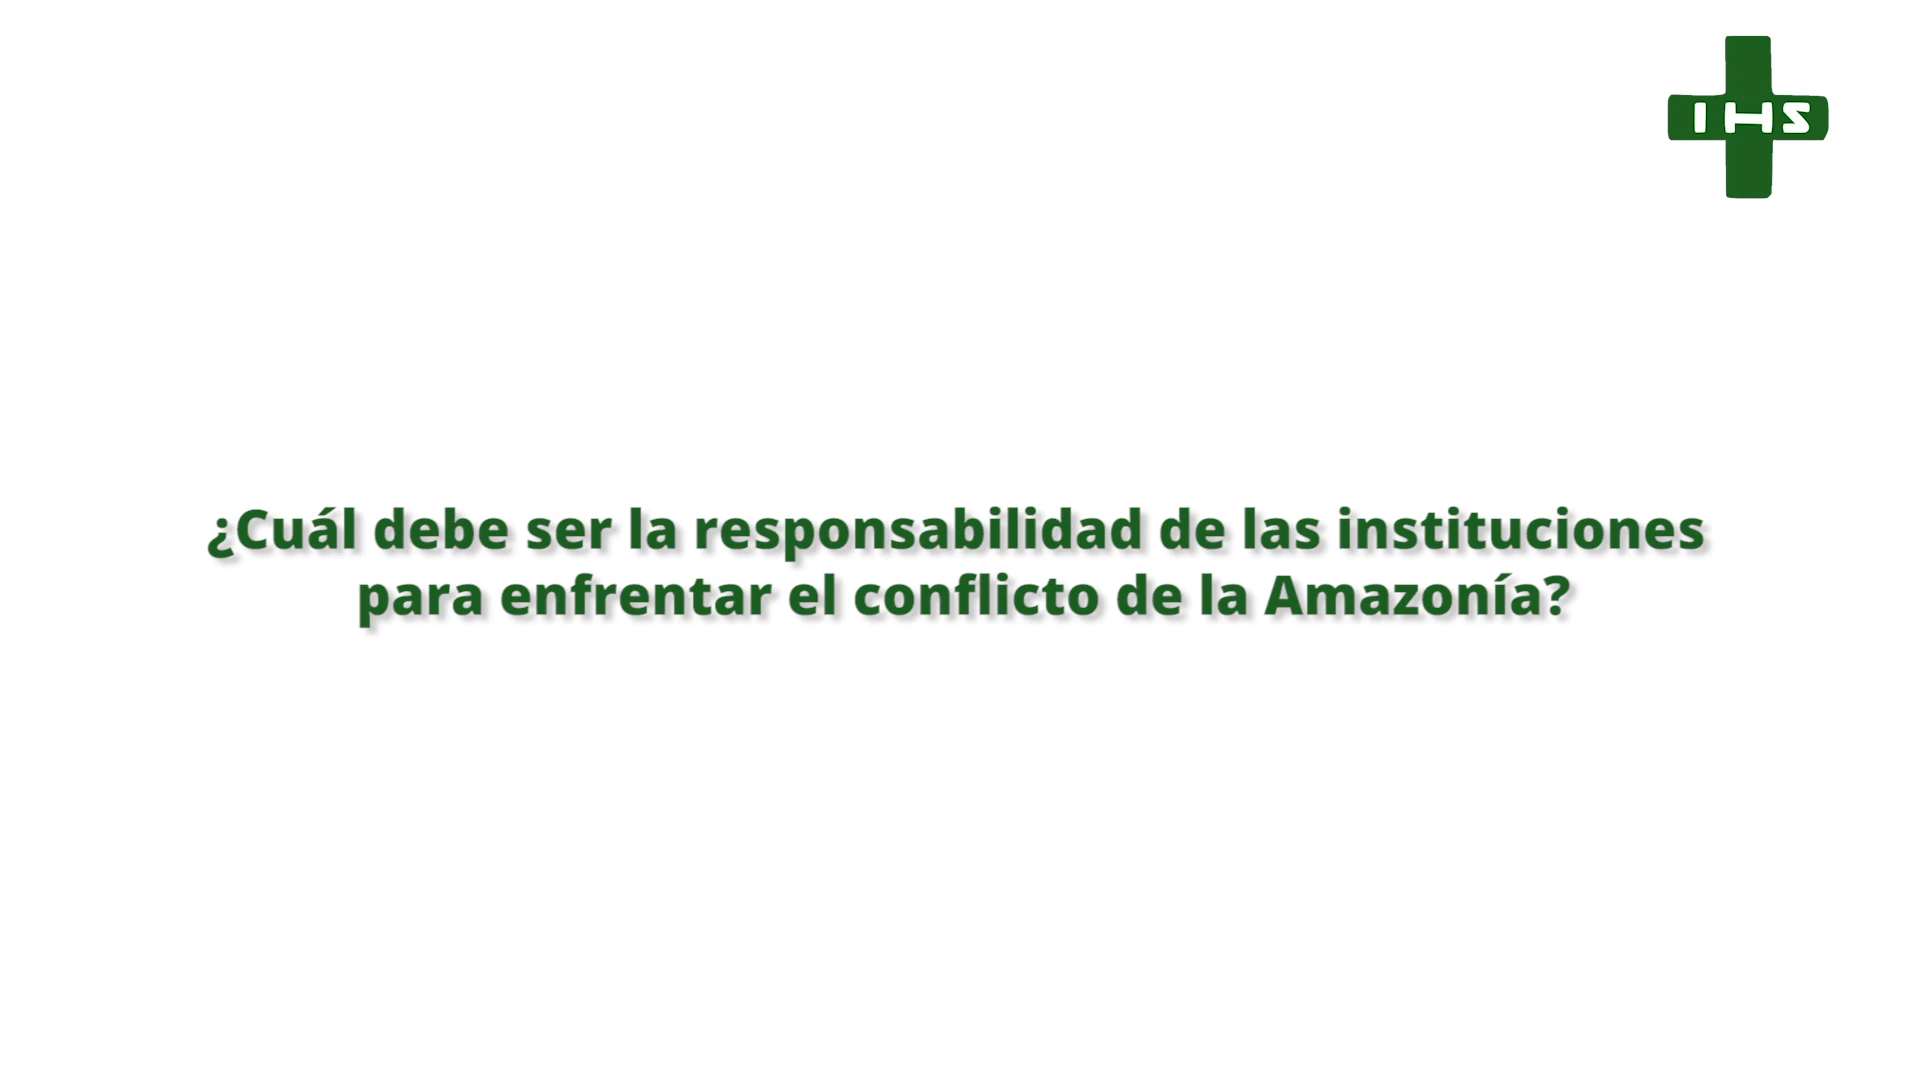 IHS
¿Cuál debe ser la responsabilidad de las instituciones
para enfrentar el conflicto de la Amazonía?